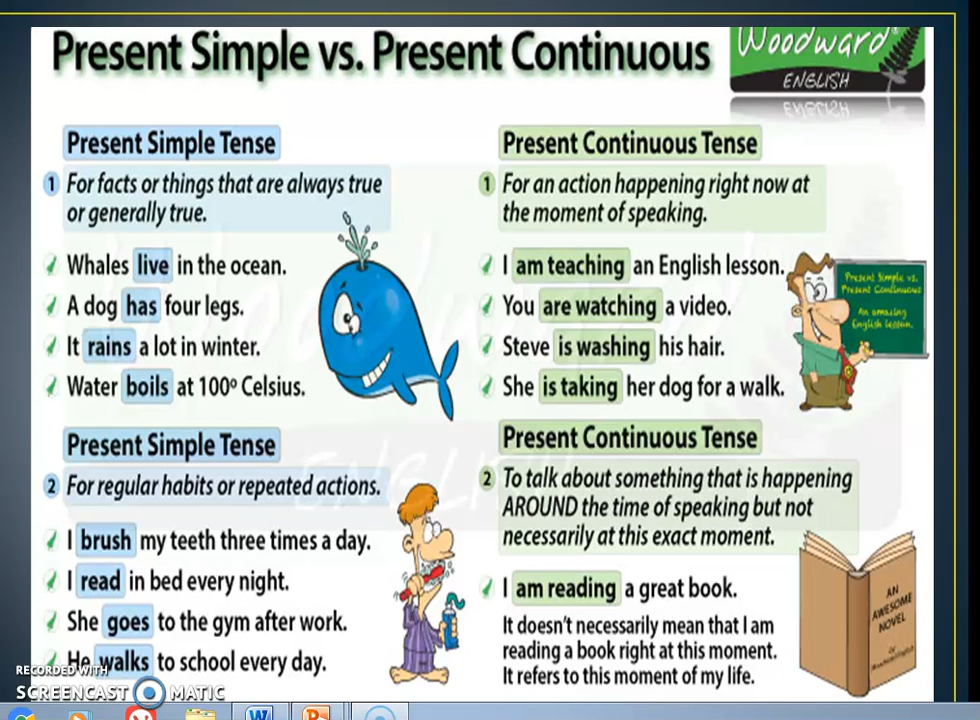 Present Simple vs. Present Continuous
Woodward®
ENGLISH
Present Simple Tense
1 For facts or things that are always true
or generally true.
Whales live in the ocean.
A dog has four legs.
It rains a lot in winter.
Water boils at 100º Celsius.
Present Simple Tense
2 For regular habits or repeated actions.
I brush my teeth three times a day.
I read in bed every night.
She goes to the gym after work.
He walks to school every day.
Present Continuous Tense
1 For an action happening right now at
the moment of speaking.
I am teaching an English lesson.
You are watching a video.
Steve is washing his hair.
She is taking her dog for a walk.
Present Simple vs.
Present Continuous
An amazing
English lesson.
Present Continuous Tense
2 To talk about something that is happening
AROUND the time of speaking but not
necessarily at this exact moment.
I am reading a great book.
It doesn't necessarily mean that I am
reading a book right at this moment.
It refers to this moment of my life.
AN
AWESOME
NOVEL
RECORDED WITH
SCREENCAST MATIC